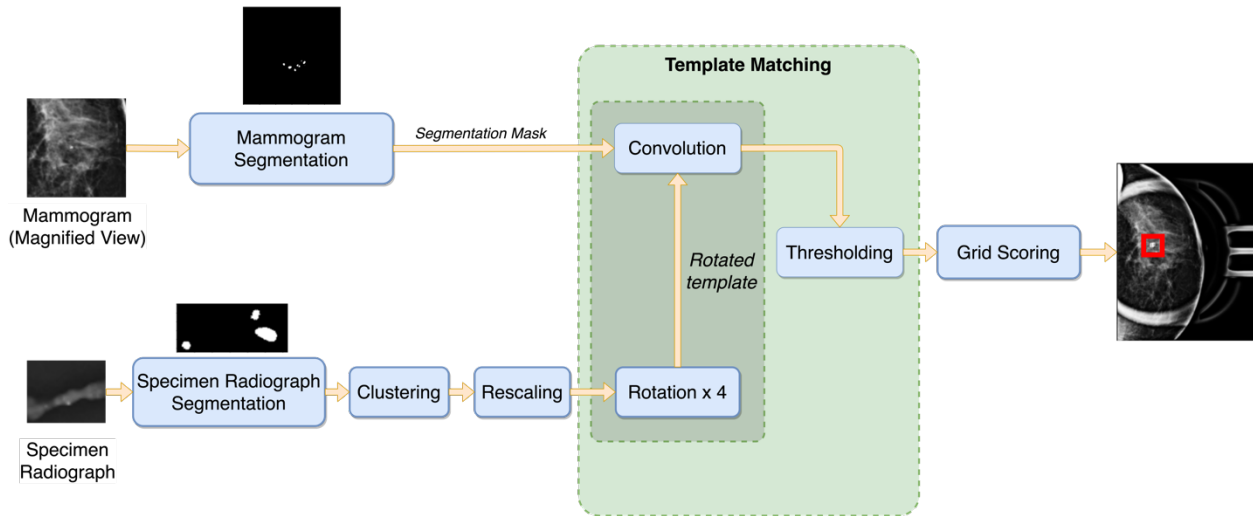 Template Matching
Mammogram
Segmentation
Segmentation Mask
Convolution
Mammogram
(Magnified View)
Rotated
template
Thresholding
Grid Scoring
Specimen Radiograph
Segmentation
Clustering
Rescaling
Rotation x 4
Specimen
Radiograph